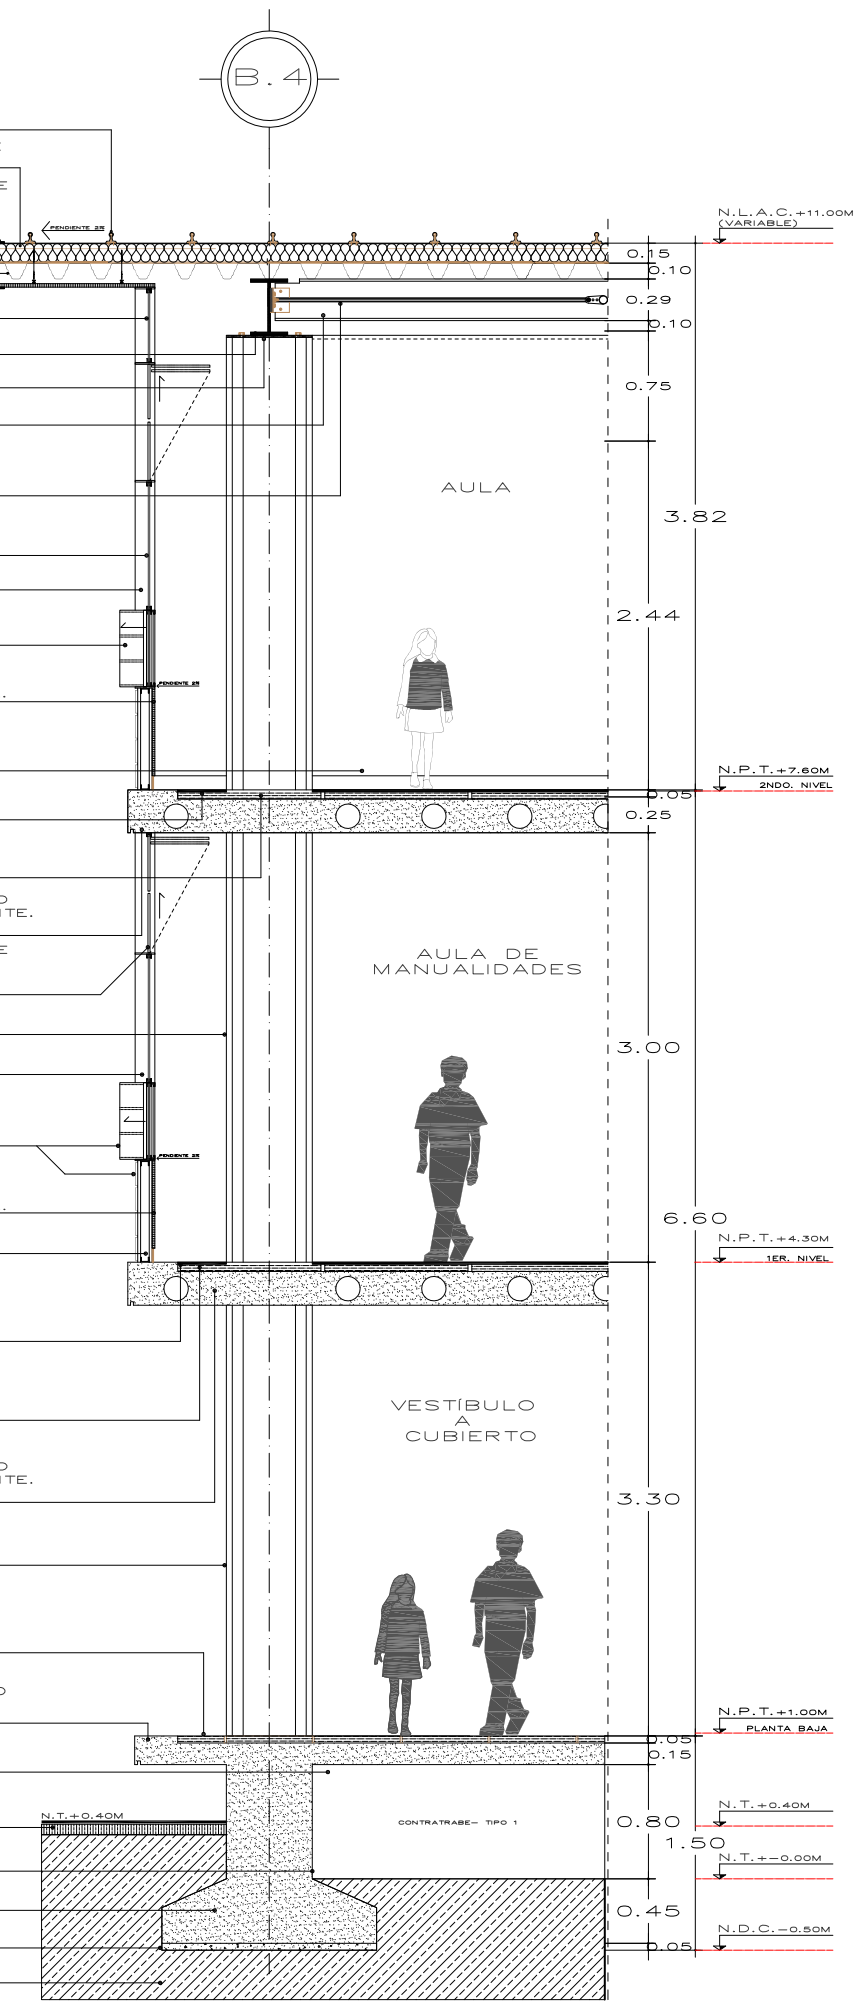 B.4
N.L.A.C.+11.00M
(VARIABLE)
E
PENDIENTE 2%
0.15
0.10
0.29
0.10
0.75
AULA
3.82
2.44
PENDIENTE 2%
N.P.T.+7.60M
2NDO. NIVEL
0.05
0.25
O
TE.
E
AULA DE
MANUALIDADES
3.00
PENDIENTE 2%
6.60
N.P.T.+4.30M
1ER. NIVEL
VESTÍBULO
A
CUBIERTO
O
TE.
3.30
O
N.P.T.+1.00M
PLANTA BAJA
0.05
0.15
N.T.+0.40M
CONTRATRABE- TIPO 1
0.80
N.T.+0.40M
1.50
N.T.+-0.00M
0.45
N.D.C.-0.50M
0.05